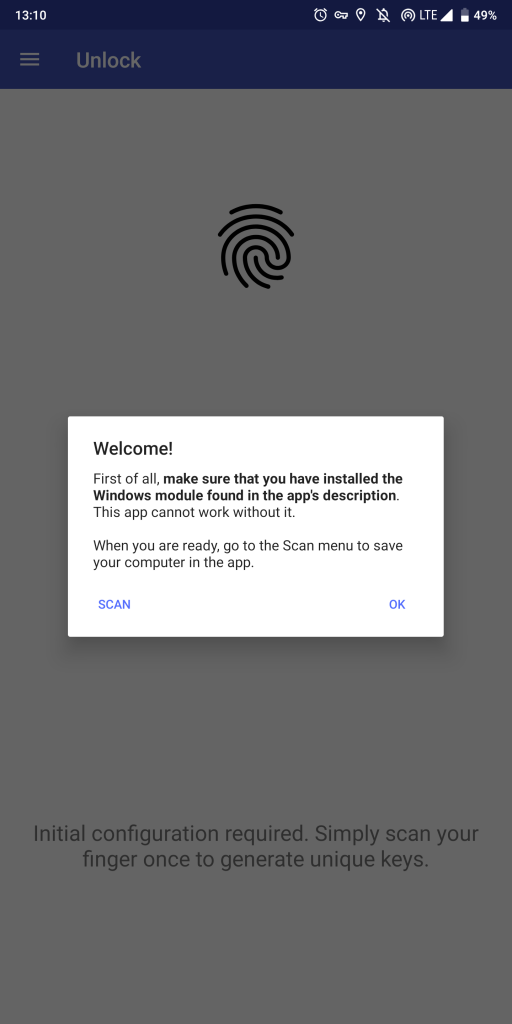 13:10
LTE
49%
Unlock
Welcome!
First of all, make sure that you have installed the
Windows module found in the app's description.
This app cannot work without it.
When you are ready, go to the Scan menu to save
your computer in the app.
SCAN
OK
Initial configuration required. Simply scan your
finger once to generate unique keys.